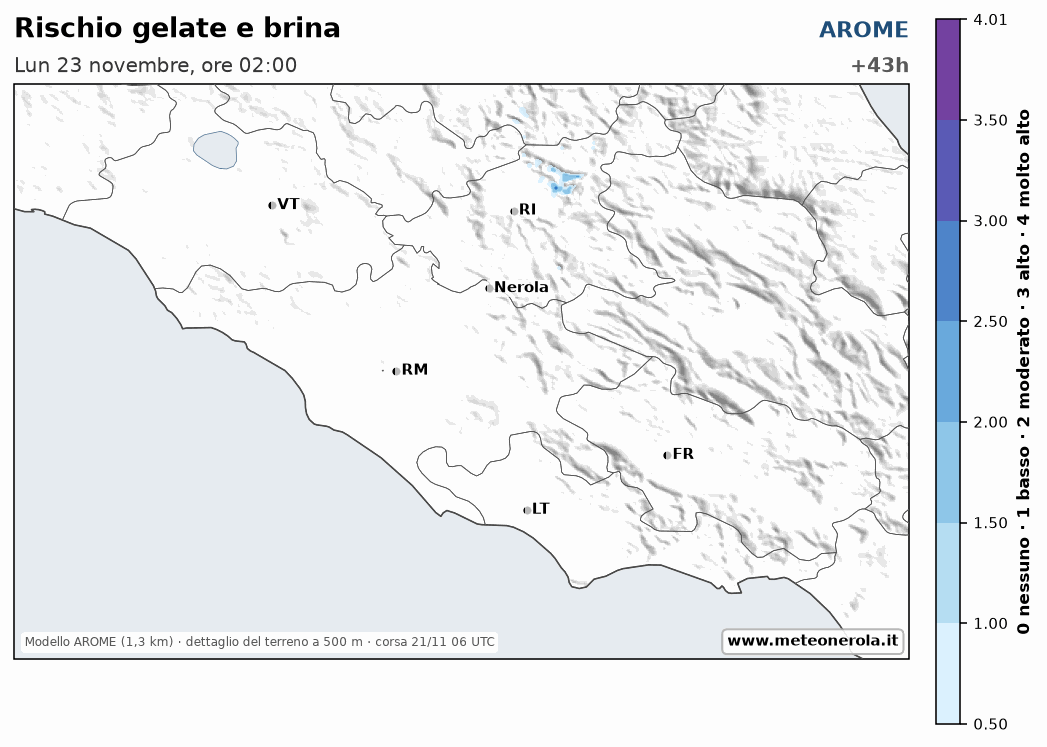 Rischio gelate e brina
AROME
Lun 23 novembre, ore 02:00
+43h
VT
RI
Nerola
RM
FR
LT
Modello AROME (1,3 km) · dettaglio del terreno a 500 m · corsa 21/11 06 UTC
www.meteonerola.it
4.01
3.50
3.00
2.50
2.00
1.50
1.00
0.50
0 nessuno · 1 basso · 2 moderato · 3 alto · 4 molto alto